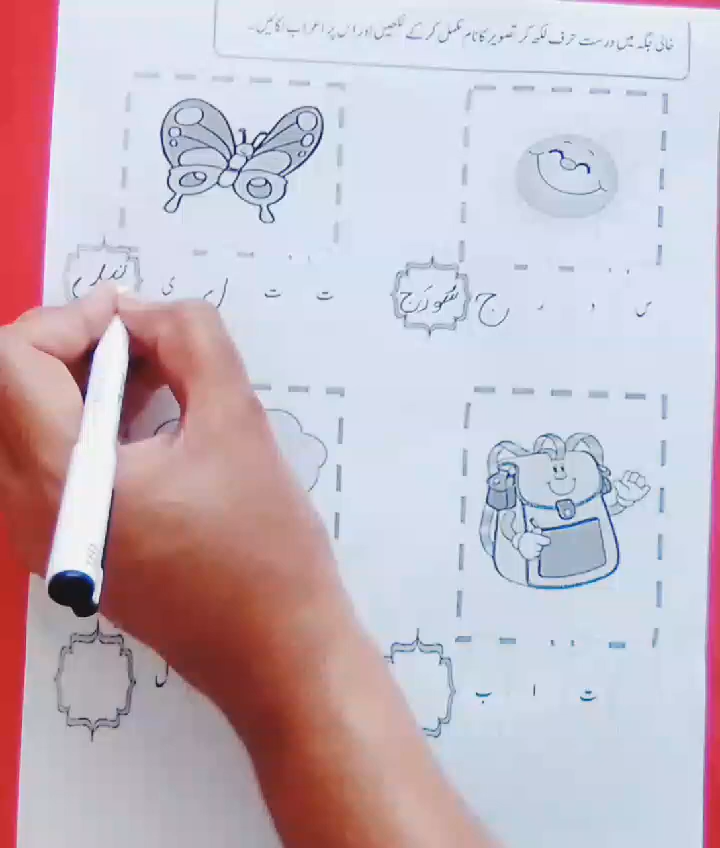 خالی جگہ میں درست حرف لکھ کر تصویر کا نام مکمل کر کے لکھیں اور اس پر اعراب لگائیں۔
س و ر ج سُورَج
ت ت ل ی
ت ا ب
ل